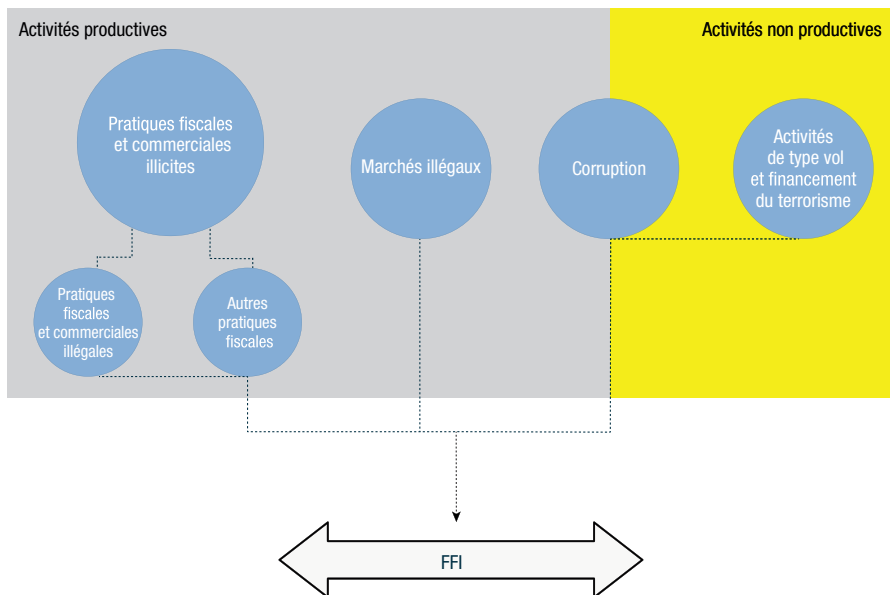 Activités productives
Activités non productives
Pratiques fiscales
et commerciales
illicites
Marchés illégaux
Corruption
Activités
de type vol
et financement
du terrorisme
Pratiques
fiscales
et commerciales
illégales
Autres
pratiques
fiscales
FFI